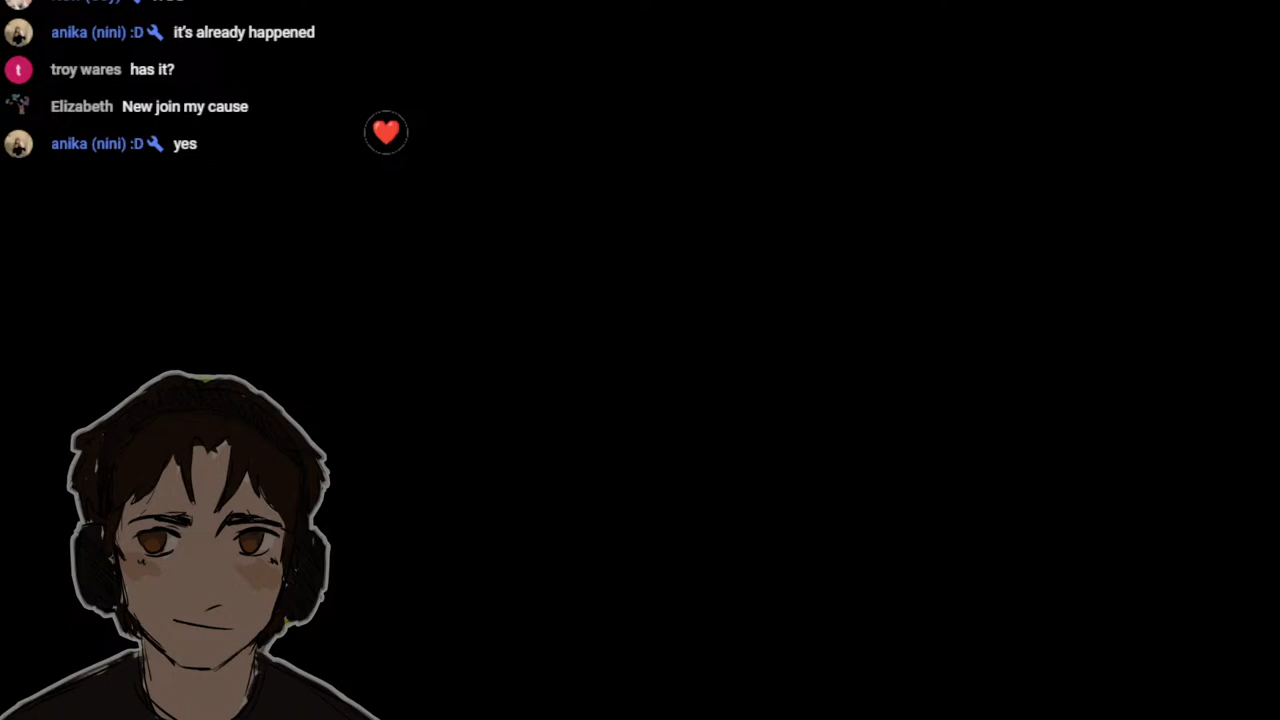 anika (nini) :D it's already happened
t troy wares has it?
Elizabeth New join my cause
anika (nini) :D yes